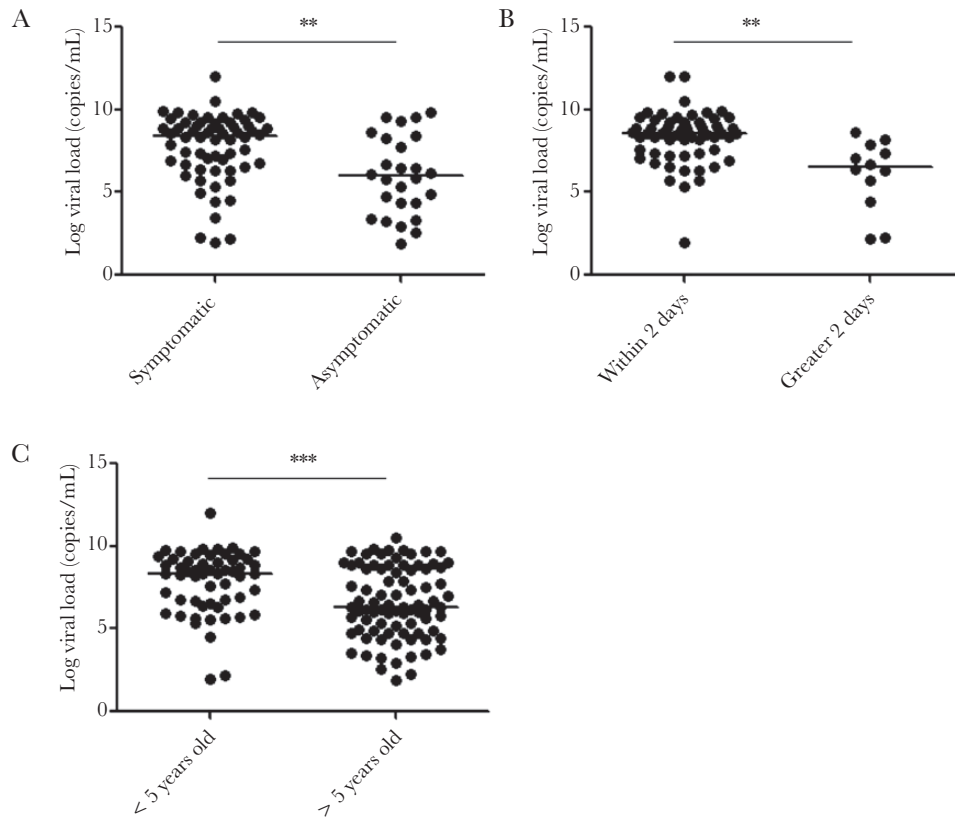 A
Log viral load (copies/mL)
15
10
5
0
**
Symptomatic
Asymptomatic
B
Log viral load (copies/mL)
15
10
5
0
**
Within 2 days
Greater 2 days
C
Log viral load (copies/mL)
15
10
5
0
***
< 5 years old
> 5 years old